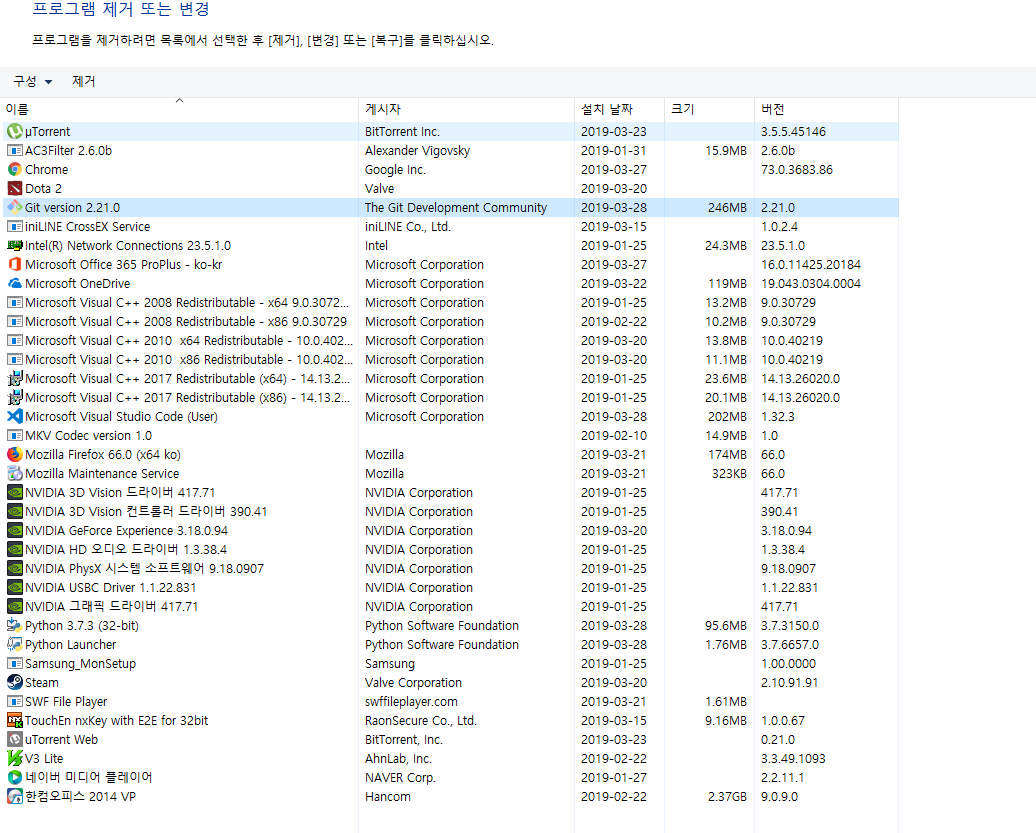 프로그램 제거 또는 변경
프로그램을 제거하려면 목록에서 선택한 후 [제거], [변경] 또는 [복구]를 클릭하십시오.
구성 제거
이름 게시자 설치 날짜 크기 버전
µTorrent BitTorrent Inc. 2019-03-23 3.5.5.45146
AC3Filter 2.6.0b Alexander Vigovsky 2019-01-31 15.9MB 2.6.0b
Chrome Google Inc. 2019-03-27 73.0.3683.86
Dota 2 Valve 2019-03-20
Git version 2.21.0 The Git Development Community 2019-03-28 246MB 2.21.0
iniLINE CrossEX Service iniLINE Co., Ltd. 2019-03-15 1.0.2.4
Intel(R) Network Connections 23.5.1.0 Intel 2019-01-25 24.3MB 23.5.1.0
Microsoft Office 365 ProPlus - ko-kr Microsoft Corporation 2019-03-27 16.0.11425.20184
Microsoft OneDrive Microsoft Corporation 2019-03-22 119MB 19.043.0304.0004
Microsoft Visual C++ 2008 Redistributable - x64 9.0.3072... Microsoft Corporation 2019-01-25 13.2MB 9.0.30729
Microsoft Visual C++ 2008 Redistributable - x86 9.0.30729 Microsoft Corporation 2019-02-22 10.2MB 9.0.30729
Microsoft Visual C++ 2010 x64 Redistributable - 10.0.402... Microsoft Corporation 2019-03-20 13.8MB 10.0.40219
Microsoft Visual C++ 2010 x86 Redistributable - 10.0.402... Microsoft Corporation 2019-03-20 11.1MB 10.0.40219
Microsoft Visual C++ 2017 Redistributable (x64) - 14.13.2... Microsoft Corporation 2019-01-25 23.6MB 14.13.26020.0
Microsoft Visual C++ 2017 Redistributable (x86) - 14.13.2... Microsoft Corporation 2019-01-25 20.1MB 14.13.26020.0
Microsoft Visual Studio Code (User) Microsoft Corporation 2019-03-28 202MB 1.32.3
MKV Codec version 1.0 2019-02-10 14.9MB 1.0
Mozilla Firefox 66.0 (x64 ko) Mozilla 2019-03-21 174MB 66.0
Mozilla Maintenance Service Mozilla 2019-03-21 323KB 66.0
NVIDIA 3D Vision 드라이버 417.71 NVIDIA Corporation 2019-01-25 417.71
NVIDIA 3D Vision 컨트롤러 드라이버 390.41 NVIDIA Corporation 2019-01-25 390.41
NVIDIA GeForce Experience 3.18.0.94 NVIDIA Corporation 2019-03-20 3.18.0.94
NVIDIA HD 오디오 드라이버 1.3.38.4 NVIDIA Corporation 2019-01-25 1.3.38.4
NVIDIA PhysX 시스템 소프트웨어 9.18.0907 NVIDIA Corporation 2019-01-25 9.18.0907
NVIDIA USBC Driver 1.1.22.831 NVIDIA Corporation 2019-01-25 1.1.22.831
NVIDIA 그래픽 드라이버 417.71 NVIDIA Corporation 2019-01-25 417.71
Python 3.7.3 (32-bit) Python Software Foundation 2019-03-28 95.6MB 3.7.3150.0
Python Launcher Python Software Foundation 2019-03-28 1.76MB 3.7.6657.0
Samsung_MonSetup Samsung 2019-01-25 1.00.0000
Steam Valve Corporation 2019-03-20 2.10.91.91
SWF File Player swffileplayer.com 2019-03-21 1.61MB
TouchEn nxKey with E2E for 32bit RaonSecure Co., Ltd. 2019-03-15 9.16MB 1.0.0.67
uTorrent Web BitTorrent, Inc. 2019-03-23 0.21.0
V3 Lite AhnLab, Inc. 2019-02-22 3.3.49.1093
네이버 미디어 플레이어 NAVER Corp. 2019-01-27 2.2.11.1
한컴오피스 2014 VP Hancom 2019-02-22 2.37GB 9.0.9.0